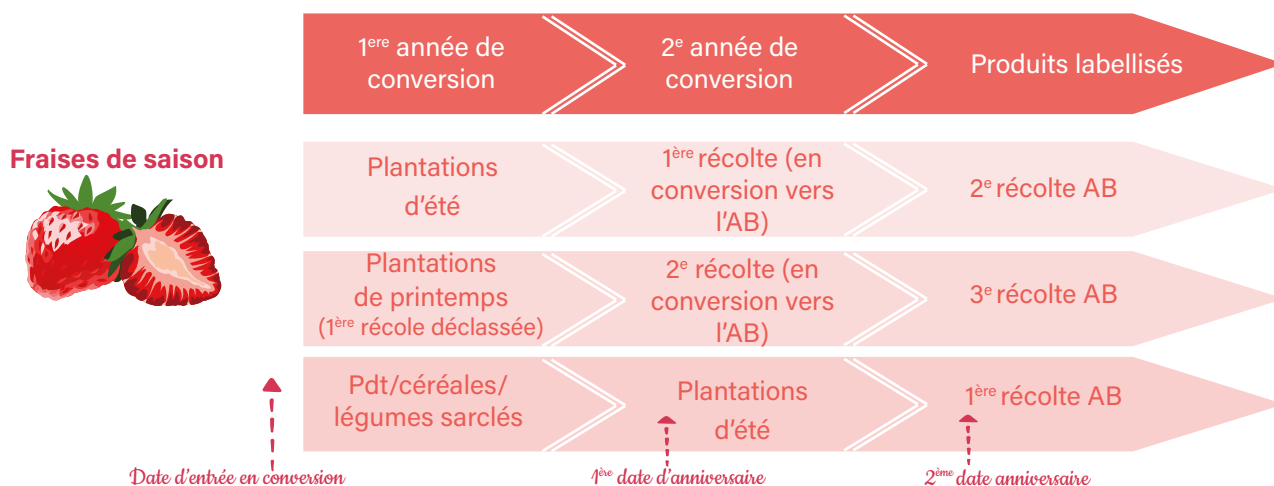 1ere année de
conversion
2e année de
conversion
Produits labellisés
Fraises de saison
Plantations
d'été
1ère récolte (en
conversion vers
l'AB)
2e récolte AB
Plantations
de printemps
(1ère récole déclassée)
2e récolte (en
conversion vers
l'AB)
3e récolte AB
Pdt/céréales/
légumes sarclés
Plantations
d'été
1ère récolte AB
Date d'entrée en conversion
1ère date d'anniversaire
2ème date anniversaire